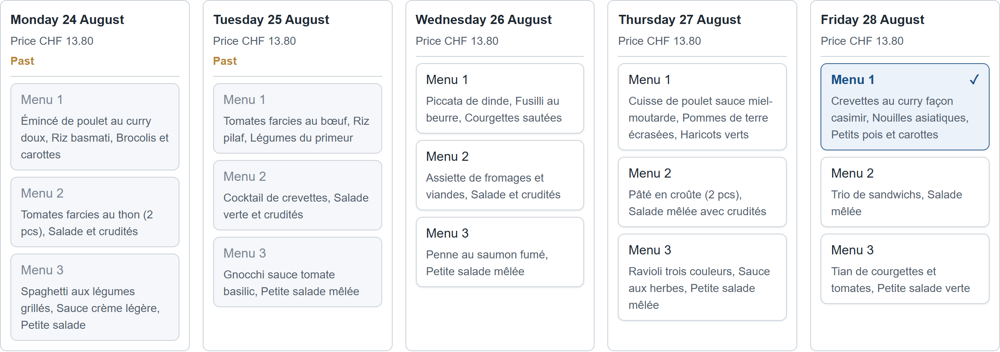 Monday 24 August
Price CHF 13.80
Past
Menu 1
Émincé de poulet au curry
doux, Riz basmati, Brocolis et
carottes
Menu 2
Tomates farcies au thon (2
pcs), Salade et crudités
Menu 3
Spaghetti aux légumes
grillés, Sauce crème légère,
Petite salade
Tuesday 25 August
Price CHF 13.80
Past
Menu 1
Tomates farcies au bœuf, Riz
pilaf, Légumes du primeur
Menu 2
Cocktail de crevettes, Salade
verte et crudités
Menu 3
Gnocchi sauce tomate
basilic, Petite salade mêlée
Wednesday 26 August
Price CHF 13.80
Menu 1
Piccata de dinde, Fusilli au
beurre, Courgettes sautées
Menu 2
Assiette de fromages et
viandes, Salade et crudités
Menu 3
Penne au saumon fumé,
Petite salade mêlée
Thursday 27 August
Price CHF 13.80
Menu 1
Cuisse de poulet sauce miel-
moutarde, Pommes de terre
écrasées, Haricots verts
Menu 2
Pâté en croûte (2 pcs),
Salade mêlée avec crudités
Menu 3
Ravioli trois couleurs, Sauce
aux herbes, Petite salade
mêlée
Friday 28 August
Price CHF 13.80
Menu 1 ✓
Crevettes au curry façon
casimir, Nouilles asiatiques,
Petits pois et carottes
Menu 2
Trio de sandwichs, Salade
mêlée
Menu 3
Tian de courgettes et
tomates, Petite salade verte